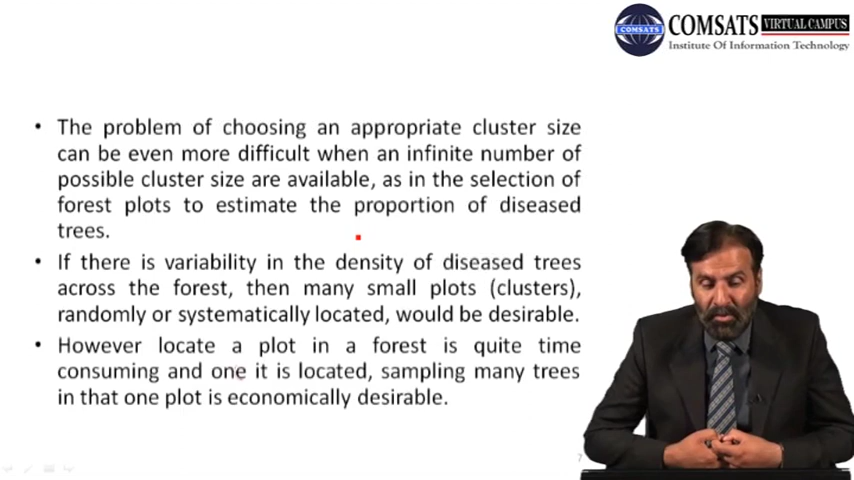 COMSATS
COMSATS VIRTUAL CAMPUS
Institute Of Information Technology
• The problem of choosing an appropriate cluster size
can be even more difficult when an infinite number of
possible cluster size are available, as in the selection of
forest plots to estimate the proportion of diseased
trees.
• If there is variability in the density of diseased trees
across the forest, then many small plots (clusters),
randomly or systematically located, would be desirable.
• However locate a plot in a forest is quite time
consuming and one it is located, sampling many trees
in that one plot is economically desirable.
7